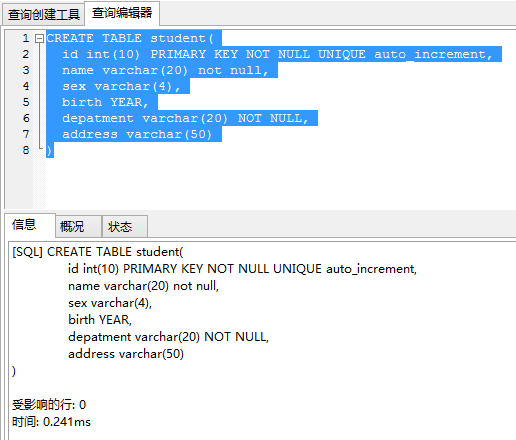 查询创建工具 查询编辑器
1 CREATE TABLE student(
2 id int(10) PRIMARY KEY NOT NULL UNIQUE auto_increment,
3 name varchar(20) not null,
4 sex varchar(4),
5 birth YEAR,
6 depatment varchar(20) NOT NULL,
7 address varchar(50)
8 )
信息 概况 状态
[SQL] CREATE TABLE student(
id int(10) PRIMARY KEY NOT NULL UNIQUE auto_increment,
name varchar(20) not null,
sex varchar(4),
birth YEAR,
depatment varchar(20) NOT NULL,
address varchar(50)
)
受影响的行: 0
时间: 0.241ms